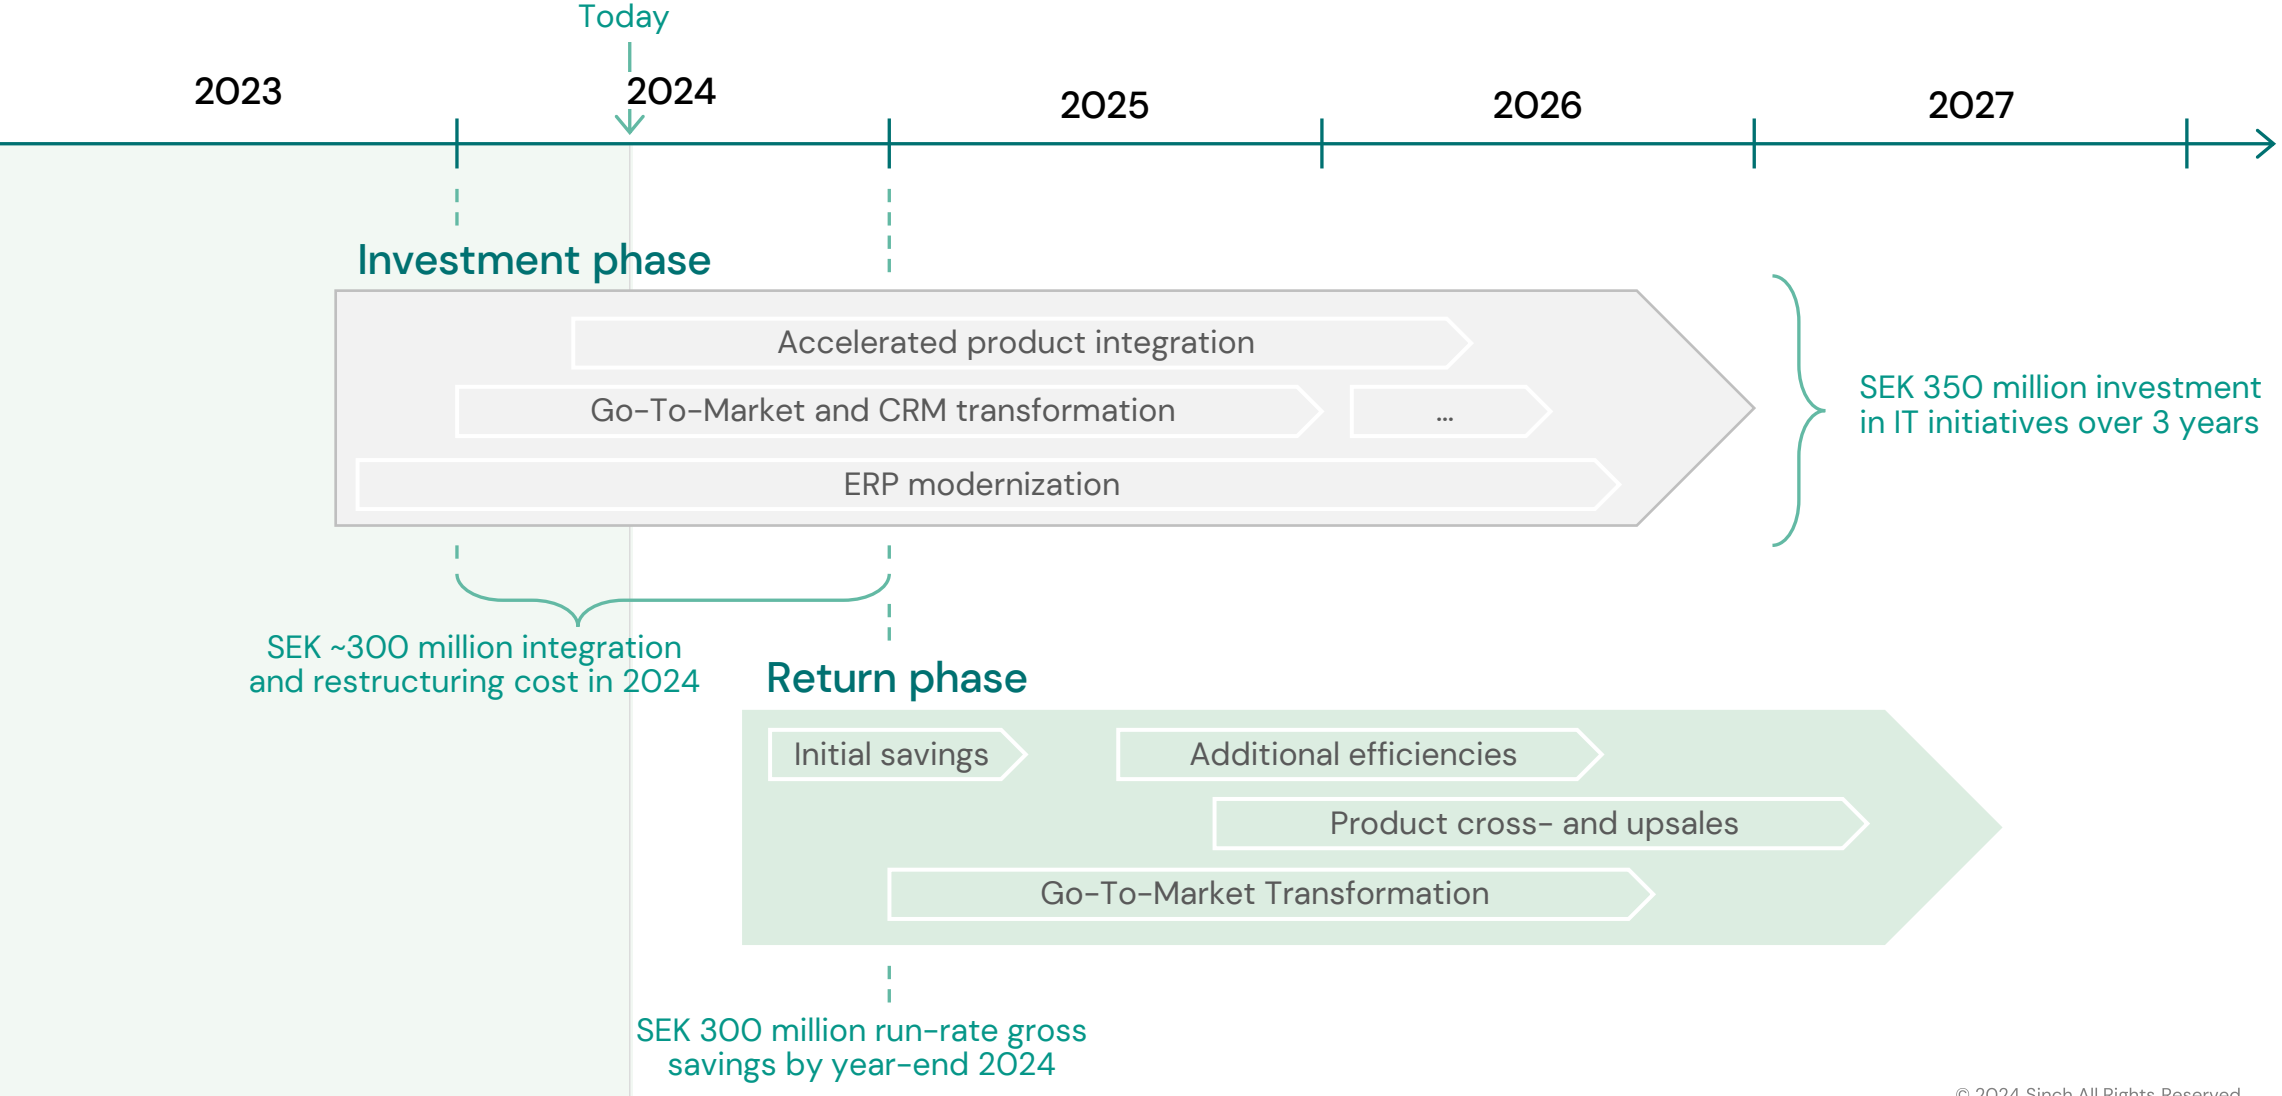 Today
2023
2024
2025
2026
2027
Investment phase
Accelerated product integration
Go-To-Market and CRM transformation
...
ERP modernization
SEK 350 million investment
in IT initiatives over 3 years
SEK ~300 million integration
and restructuring cost in 2024
Return phase
Initial savings
Additional efficiencies
Product cross- and upsales
Go-To-Market Transformation
SEK 300 million run-rate gross
savings by year-end 2024
© 2024 Sinch All Rights Reserved